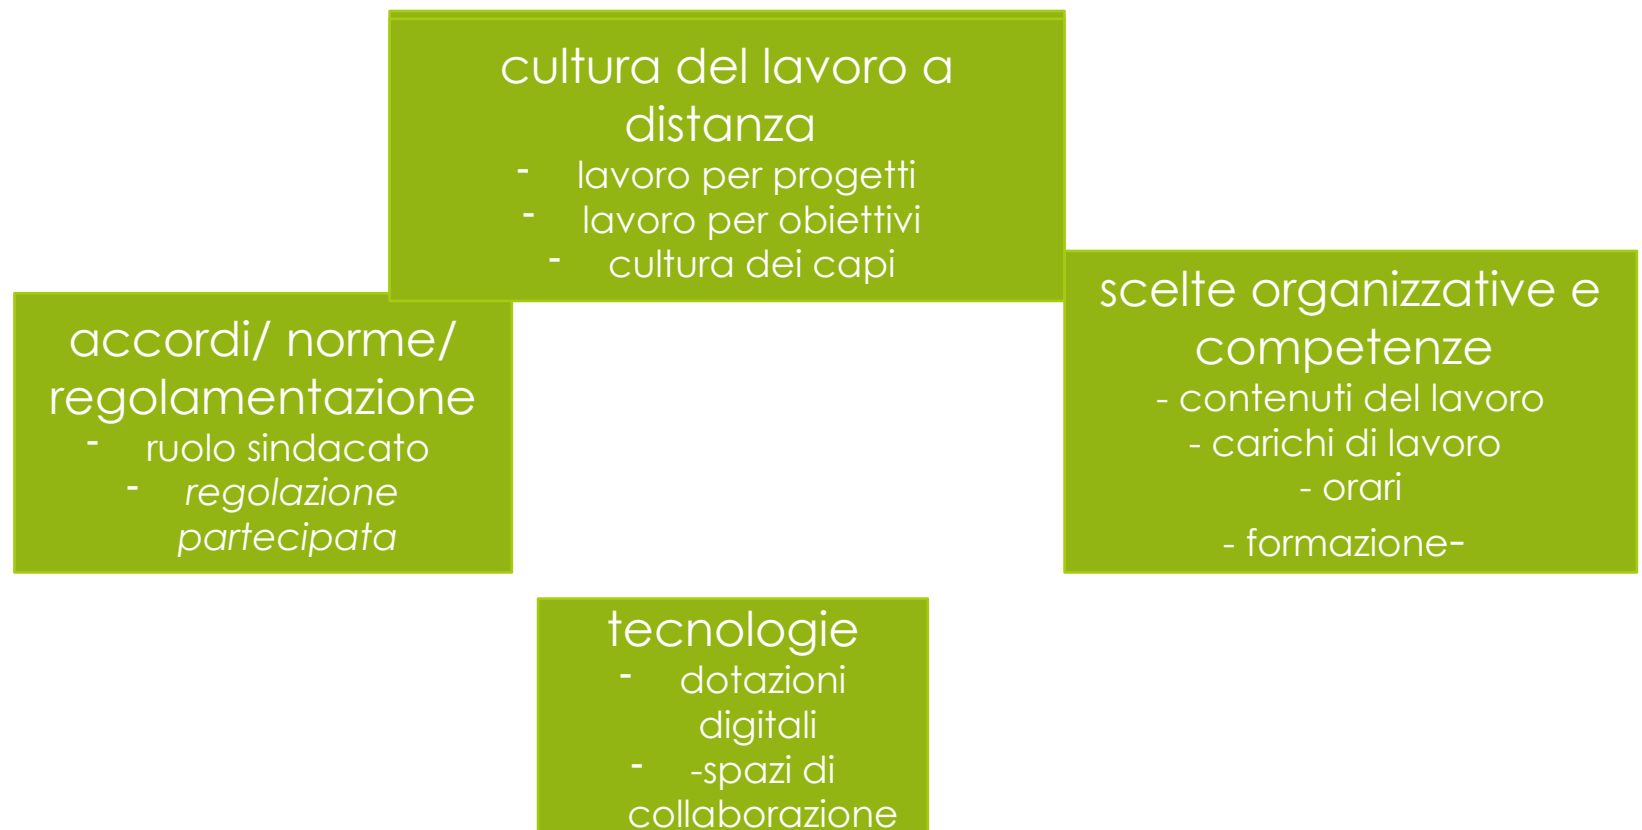 cultura del lavoro a
distanza
- lavoro per progetti
- lavoro per obiettivi
- cultura dei capi
accordi/ norme/
regolamentazione
- ruolo sindacato
- regolazione
partecipata
scelte organizzative e
competenze
- contenuti del lavoro
- carichi di lavoro
- orari
- formazione-
tecnologie
- dotazioni
digitali
- -spazi di
collaborazione